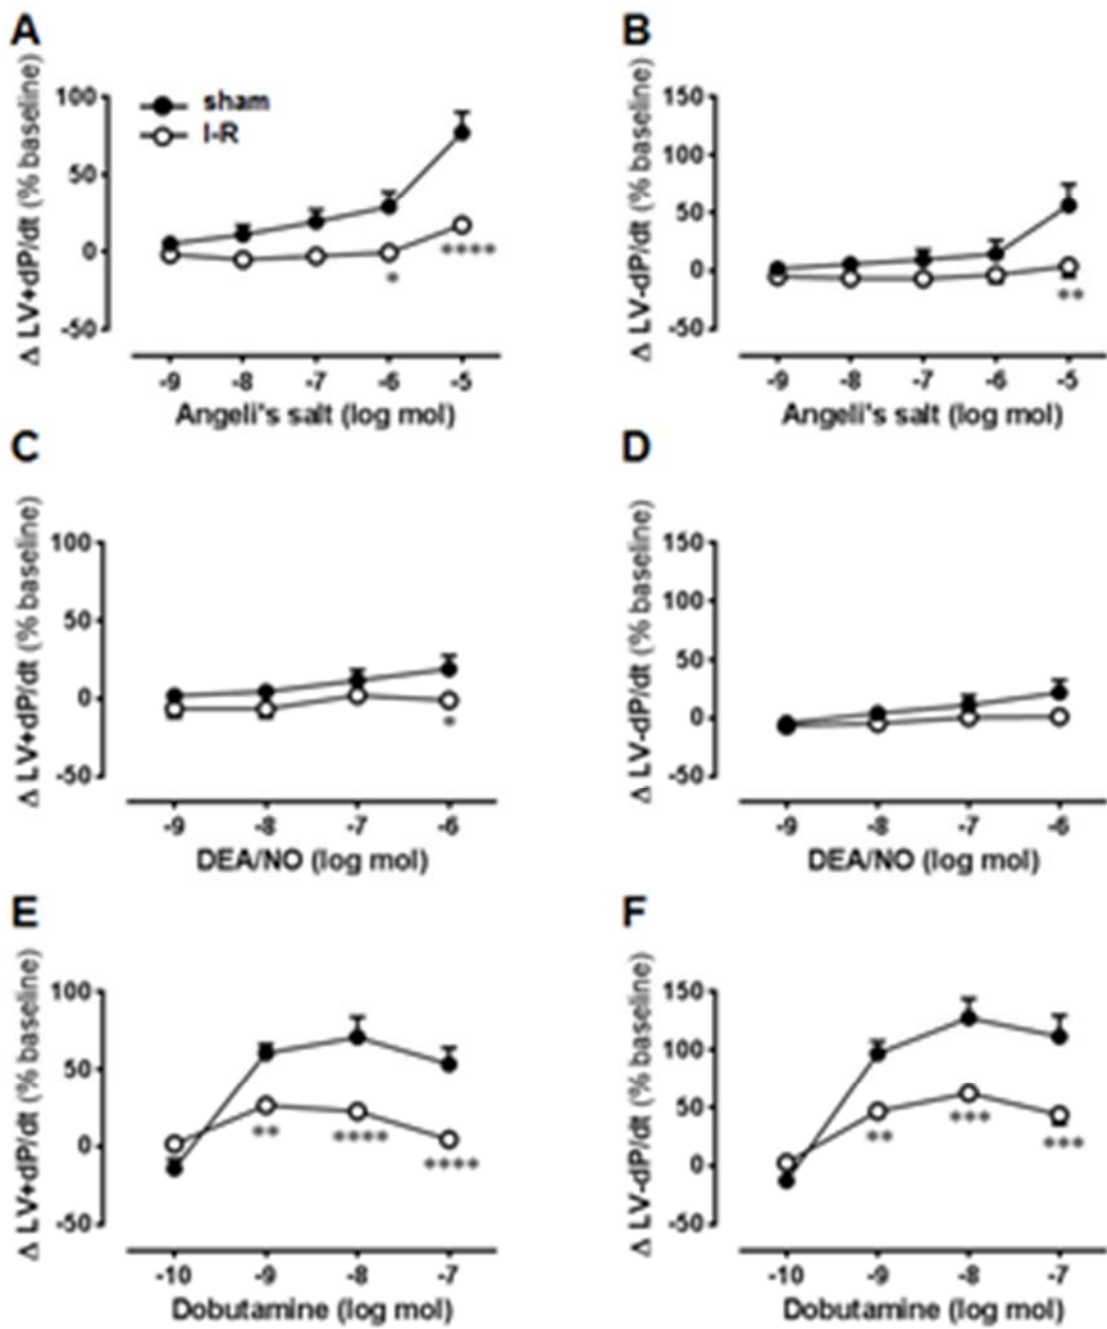 A
Δ LV+dP/dt (% baseline)
100
50
0
-50
sham
I-R
*
****
-9 -8 -7 -6 -5
Angeli's salt (log mol)
B
Δ LV-dP/dt (% baseline)
150
100
50
0
-50
**
-9 -8 -7 -6 -5
Angeli's salt (log mol)
C
Δ LV+dP/dt (% baseline)
100
50
0
-50
*
-9 -8 -7 -6
DEA/NO (log mol)
D
Δ LV-dP/dt (% baseline)
150
100
50
0
-50
-9 -8 -7 -6
DEA/NO (log mol)
E
Δ LV+dP/dt (% baseline)
100
50
0
-50
**
****
****
-10 -9 -8 -7
Dobutamine (log mol)
F
Δ LV-dP/dt (% baseline)
150
100
50
0
-50
**
***
***
-10 -9 -8 -7
Dobutamine (log mol)